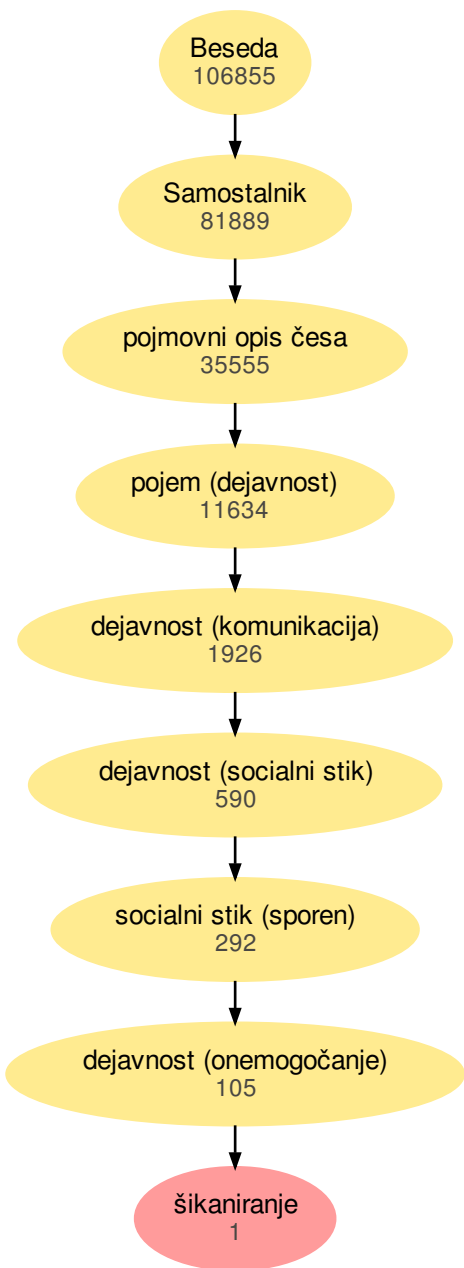 Beseda
106855
Samostalnik
81889
pojmovni opis česa
35555
pojem (dejavnost)
11634
dejavnost (komunikacija)
1926
dejavnost (socialni stik)
590
socialni stik (sporen)
292
dejavnost (onemogočanje)
105
šikaniranje
1